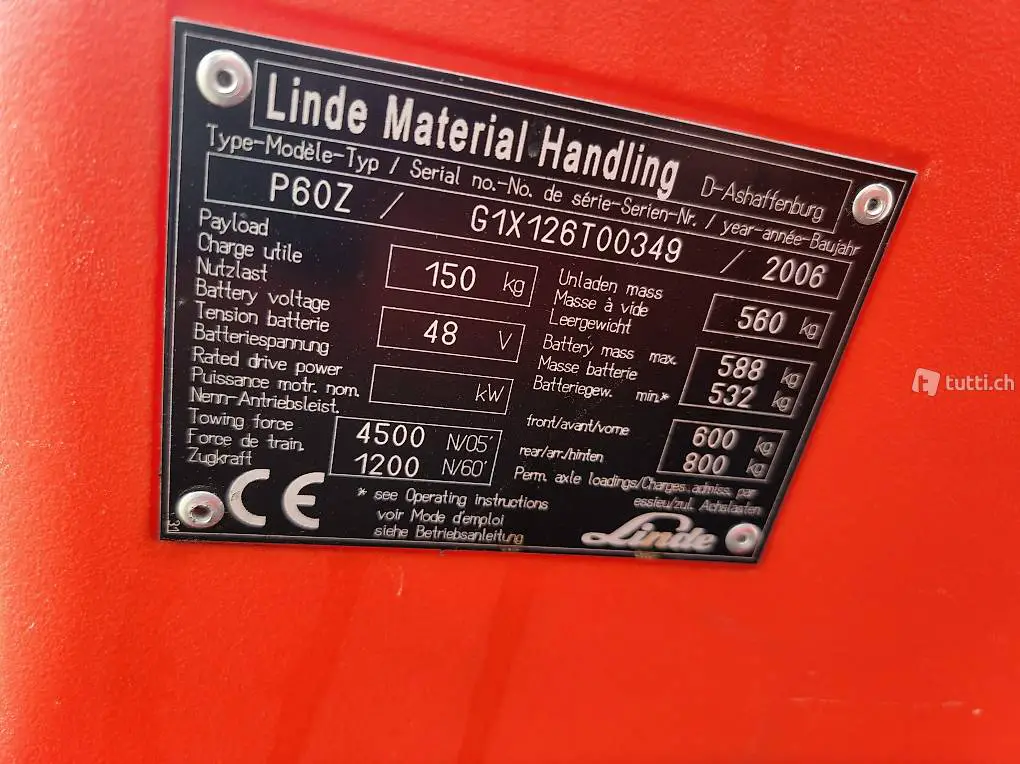 Linde Material Handling D-Ashaffenburg
Type-Modèle-Typ / Serial no.-No. de série-Serien-Nr. / year-année-Baujahr
P60Z / G1X126T00349 / 2006
Payload
Charge utile
Nutzlast
150 kg
Battery voltage
Tension batterie
Batteriespannung
48 V
Rated drive power
Puissance motr. nom.
Nenn-Antriebsleist.
kW
Towing force
Force de train.
Zugkraft
4500 N/05'
1200 N/60'
Unladen mass
Masse à vide
Leergewicht
560 kg
Battery mass max.
Masse batterie
Batteriegew. min.*
588 kg
532 kg
front/avant/vorne
600 kg
rear/arr./hinten
800 kg
Perm. axle loadings/Charges admiss. par
essieu/zul. Achslasten
* see Operating instructions
voir Mode d'emploi
siehe Betriebsanleitung
CE
Linde
31
tutti.ch